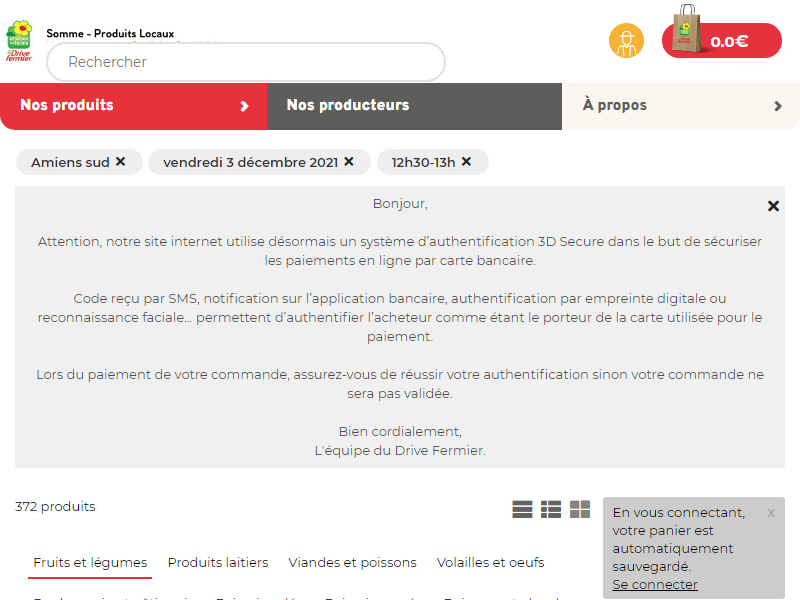 Somme - Produits Locaux
Rechercher
0.0€
Nos produits
Nos producteurs
À propos
Amiens sud ×
vendredi 3 décembre 2021 ×
12h30-13h ×
Bonjour,
×
Attention, notre site internet utilise désormais un système d'authentification 3D Secure dans le but de sécuriser
les paiements en ligne par carte bancaire.
Code reçu par SMS, notification sur l'application bancaire, authentification par empreinte digitale ou
reconnaissance faciale... permettent d'authentifier l'acheteur comme étant le porteur de la carte utilisée pour le
paiement.
Lors du paiement de votre commande, assurez-vous de réussir votre authentification sinon votre commande ne
sera pas validée.
Bien cordialement,
L'équipe du Drive Fermier.
372 produits
En vous connectant, x
votre panier est
automatiquement
sauvegardé.
Se connecter
Fruits et légumes
Produits laitiers
Viandes et poissons
Volailles et oeufs